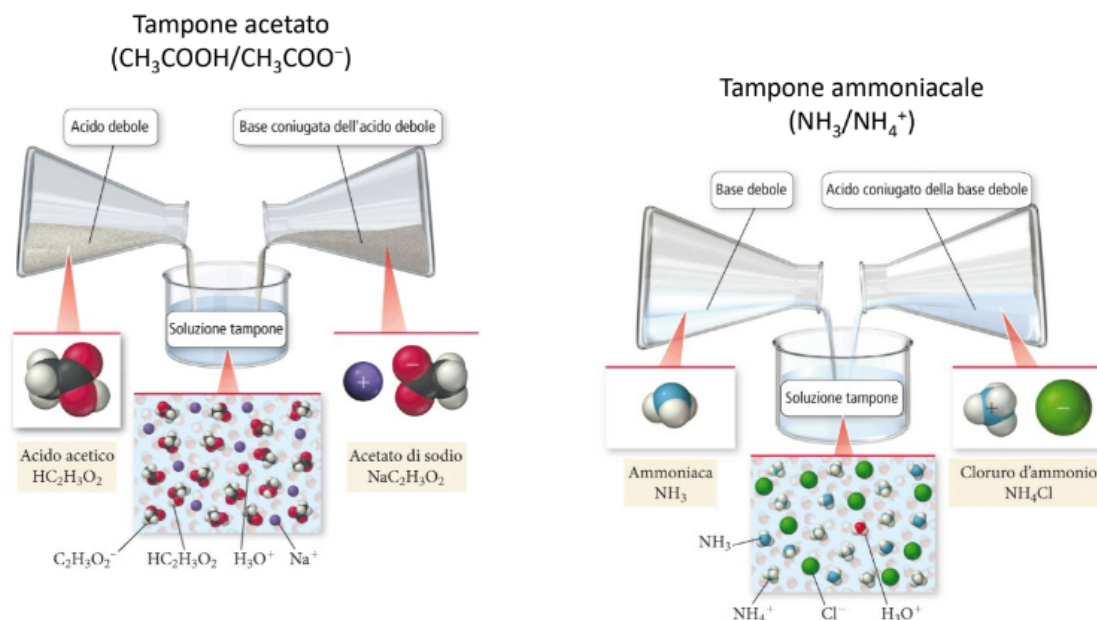 Tampone acetato
(CH₃COOH/CH₃COO⁻)
Acido debole
Base coniugata dell'acido debole
Soluzione tampone
Acido acetico
HC₂H₃O₂
Acetato di sodio
NaC₂H₃O₂
C₂H₃O₂⁻
HC₂H₃O₂
H₃O⁺
Na⁺
Tampone ammoniacale
(NH₃/NH₄⁺)
Base debole
Acido coniugato della base debole
Soluzione tampone
Ammoniaca
NH₃
Cloruro d'ammonio
NH₄Cl
NH₃
NH₄⁺
Cl⁻
H₃O⁺